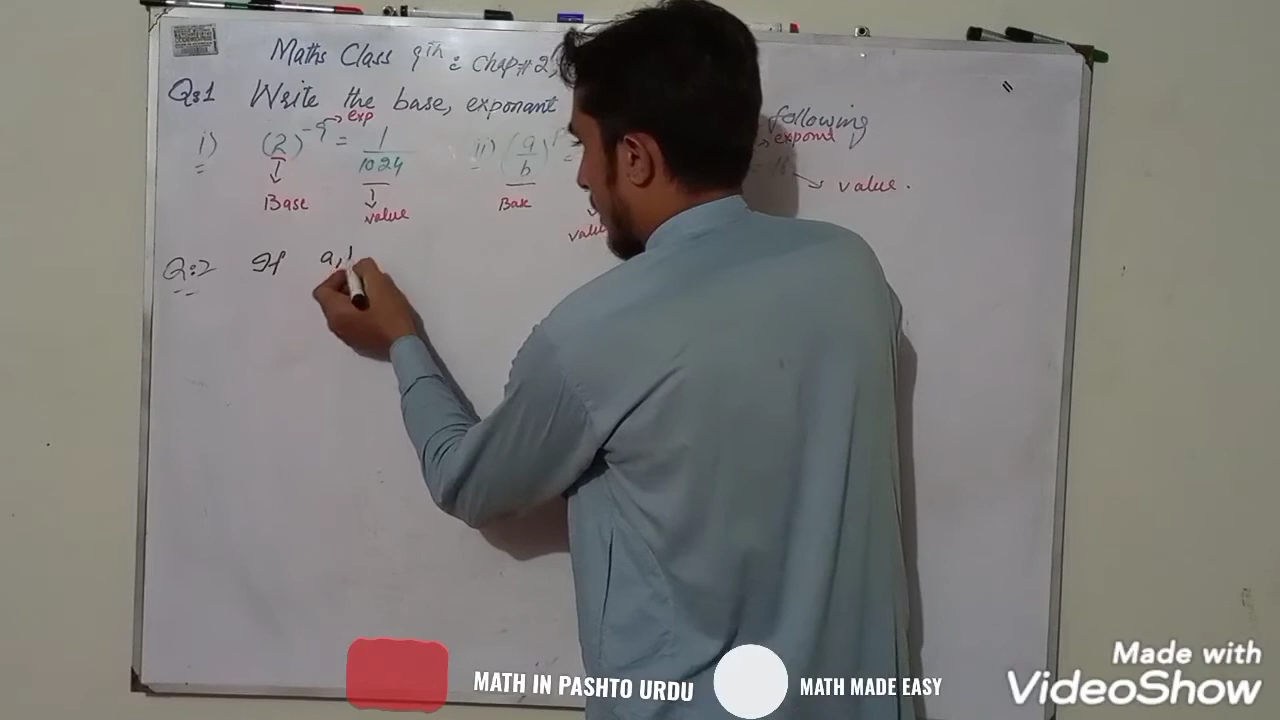 Maths Class 9th : Chap# 2,
Q:1 Write the base, exponant following
i) (2)^-9 = 1/1024 ii) (a/b)^p =
exp
expont
Base value Base value value.
Q:2 If a,
MATH IN PASHTO URDU MATH MADE EASY
Made with
VideoShow